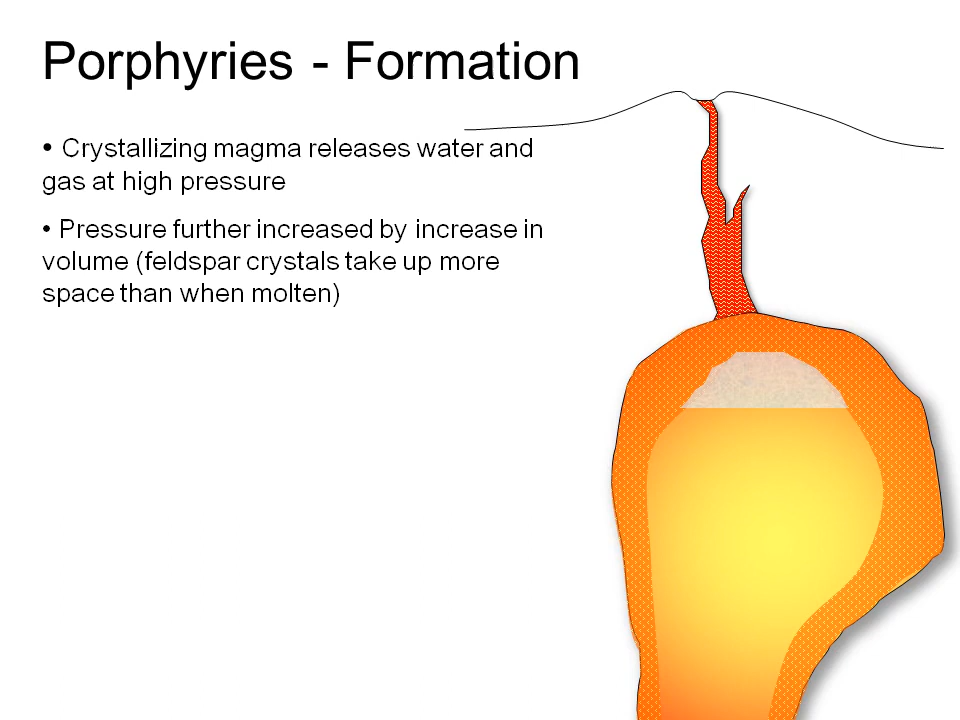 Porphyries - Formation
• Crystallizing magma releases water and
gas at high pressure
• Pressure further increased by increase in
volume (feldspar crystals take up more
space than when molten)